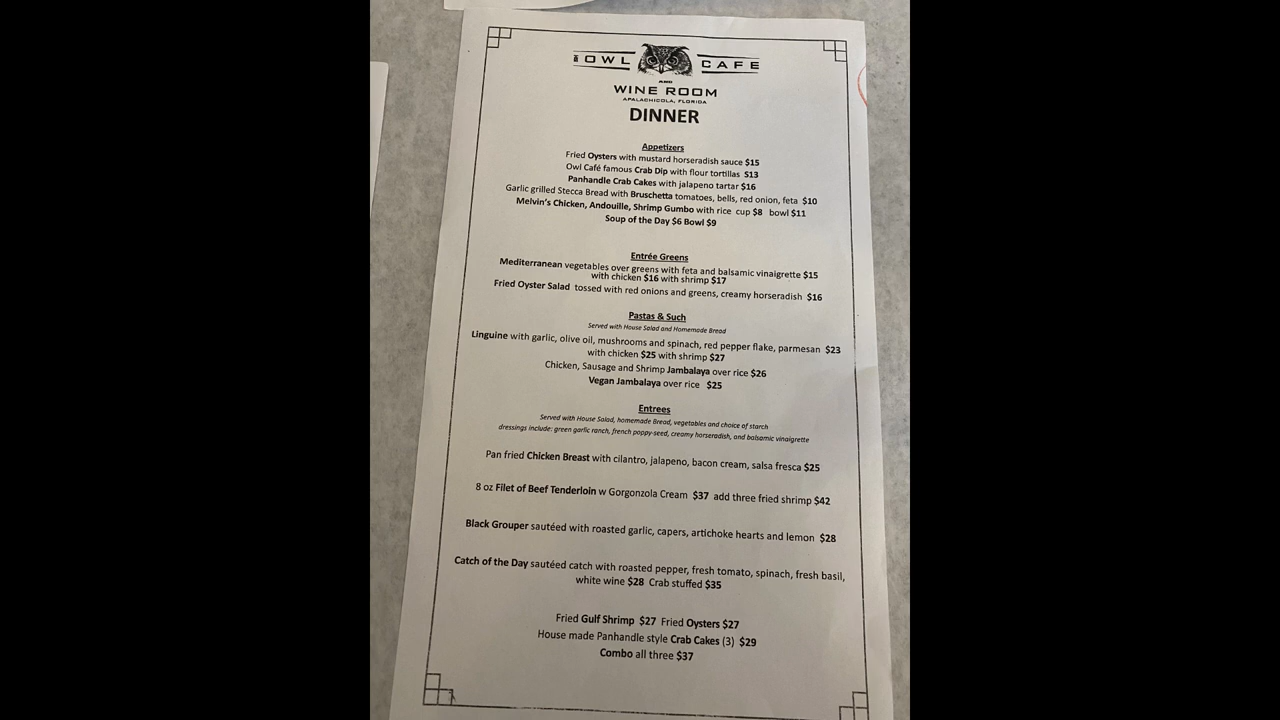 THE OWL CAFE
AND
WINE ROOM
APALACHICOLA, FLORIDA
DINNER
Appetizers
Fried Oysters with mustard horseradish sauce $15
Owl Café famous Crab Dip with flour tortillas $13
Panhandle Crab Cakes with jalapeno tartar $16
Garlic grilled Stecca Bread with Bruschetta tomatoes, bells, red onion, feta $10
Melvin's Chicken, Andouille, Shrimp Gumbo with rice cup $8 bowl $11
Soup of the Day $6 Bowl $9
Entrée Greens
Mediterranean vegetables over greens with feta and balsamic vinaigrette $15
with chicken $16 with shrimp $17
Fried Oyster Salad tossed with red onions and greens, creamy horseradish $16
Pastas & Such
Served with House Salad and Homemade Bread
Linguine with garlic, olive oil, mushrooms and spinach, red pepper flake, parmesan $23
with chicken $25 with shrimp $27
Chicken, Sausage and Shrimp Jambalaya over rice $26
Vegan Jambalaya over rice $25
Entrees
Served with House Salad, homemade Bread, vegetables and choice of starch
dressings include: green garlic ranch, french poppy-seed, creamy horseradish, and balsamic vinaigrette
Pan fried Chicken Breast with cilantro, jalapeno, bacon cream, salsa fresca $25
8 oz Filet of Beef Tenderloin w Gorgonzola Cream $37 add three fried shrimp $42
Black Grouper sautéed with roasted garlic, capers, artichoke hearts and lemon $28
Catch of the Day sautéed catch with roasted pepper, fresh tomato, spinach, fresh basil,
white wine $28 Crab stuffed $35
Fried Gulf Shrimp $27 Fried Oysters $27
House made Panhandle style Crab Cakes (3) $29
Combo all three $37